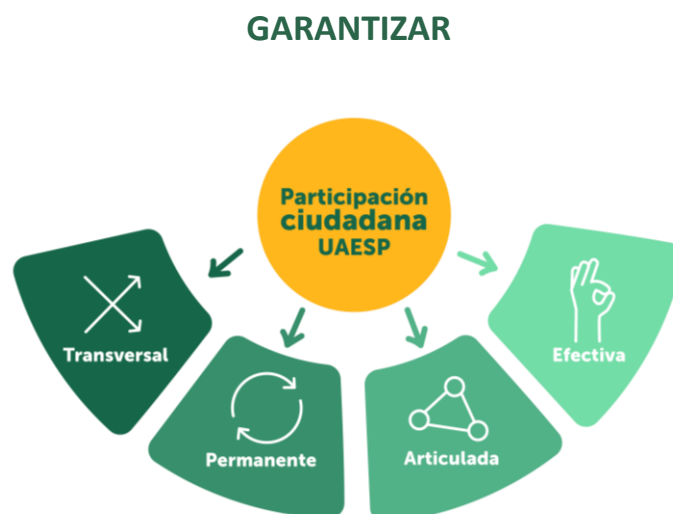 GARANTIZAR
Participación
ciudadana
UAESP
Transversal
Permanente
Articulada
Efectiva